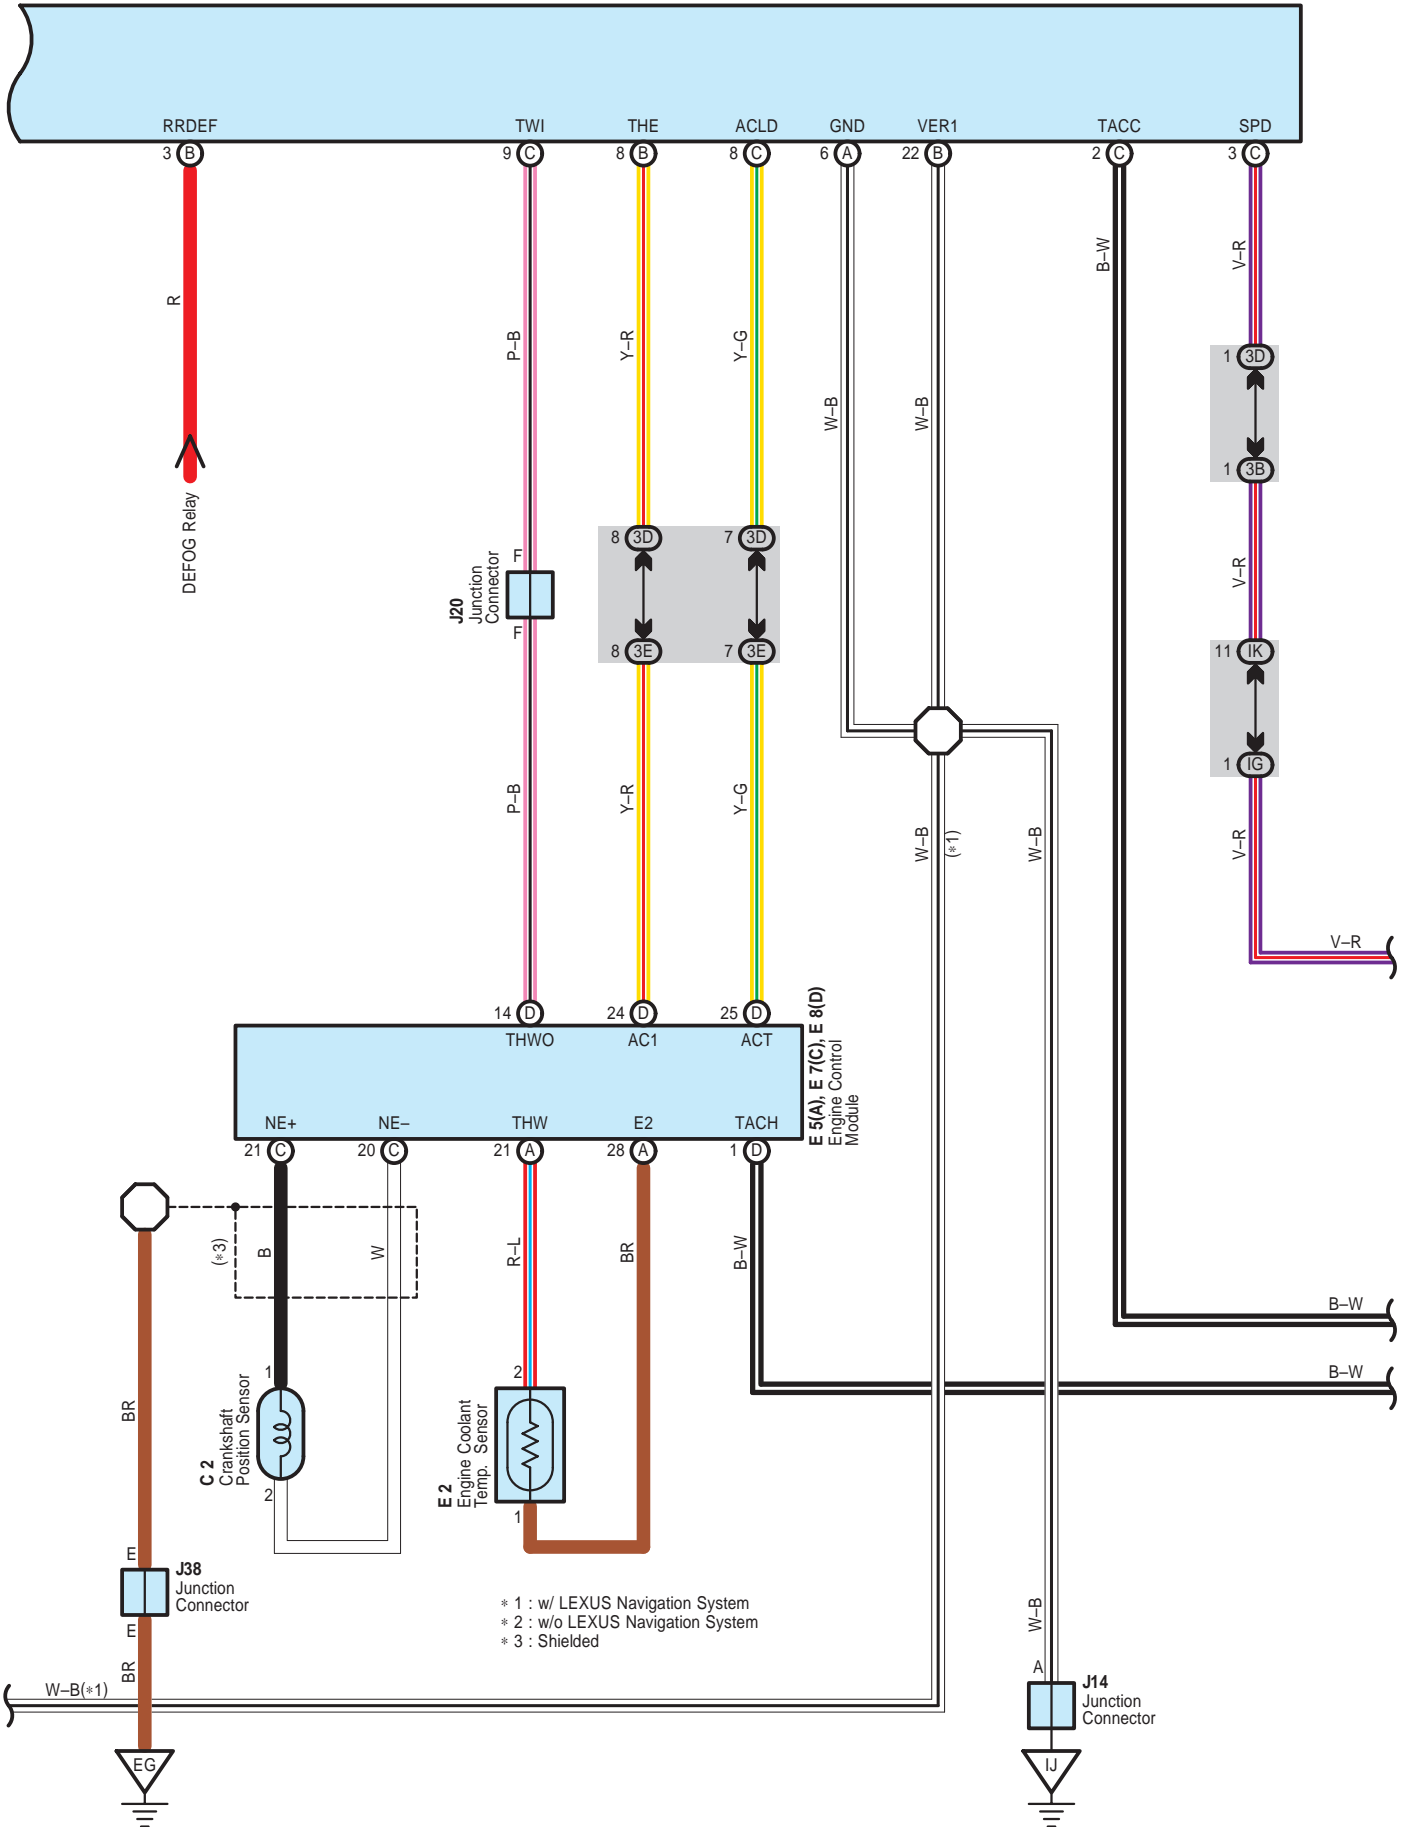 RRDEF TWI THE ACLD GND VER1 TACC SPD
3 B 9 C 8 B 8 C 6 A 22 B 2 C 3 C
R
P–B
Y–R
Y–G
W–B
W–B
B–W
V–R
1 3D
1 3B
DEFOG Relay
F
J20
Junction
Connector
F
8 3D 7 3D
8 3E 7 3E
V–R
11 IK
1 IG
P–B
Y–R
Y–G
W–B
(*1)
W–B
V–R
V–R
14 D 24 D 25 D
THWO AC1 ACT
E 5(A), E 7(C), E 8(D)
Engine Control
Module
NE+ NE– THW E2 TACH
21 C 20 C 21 A 28 A 1 D
(*3)
B
W
R–L
BR
B–W
B–W
B–W
BR
1
C 2
Crankshaft
Position Sensor
2
2
E 2
Engine Coolant
Temp. Sensor
1
E
J38
Junction
Connector
E
BR
* 1 : w/ LEXUS Navigation System
* 2 : w/o LEXUS Navigation System
* 3 : Shielded
W–B
A
J14
Junction
Connector
W–B(*1)
EG
IJ